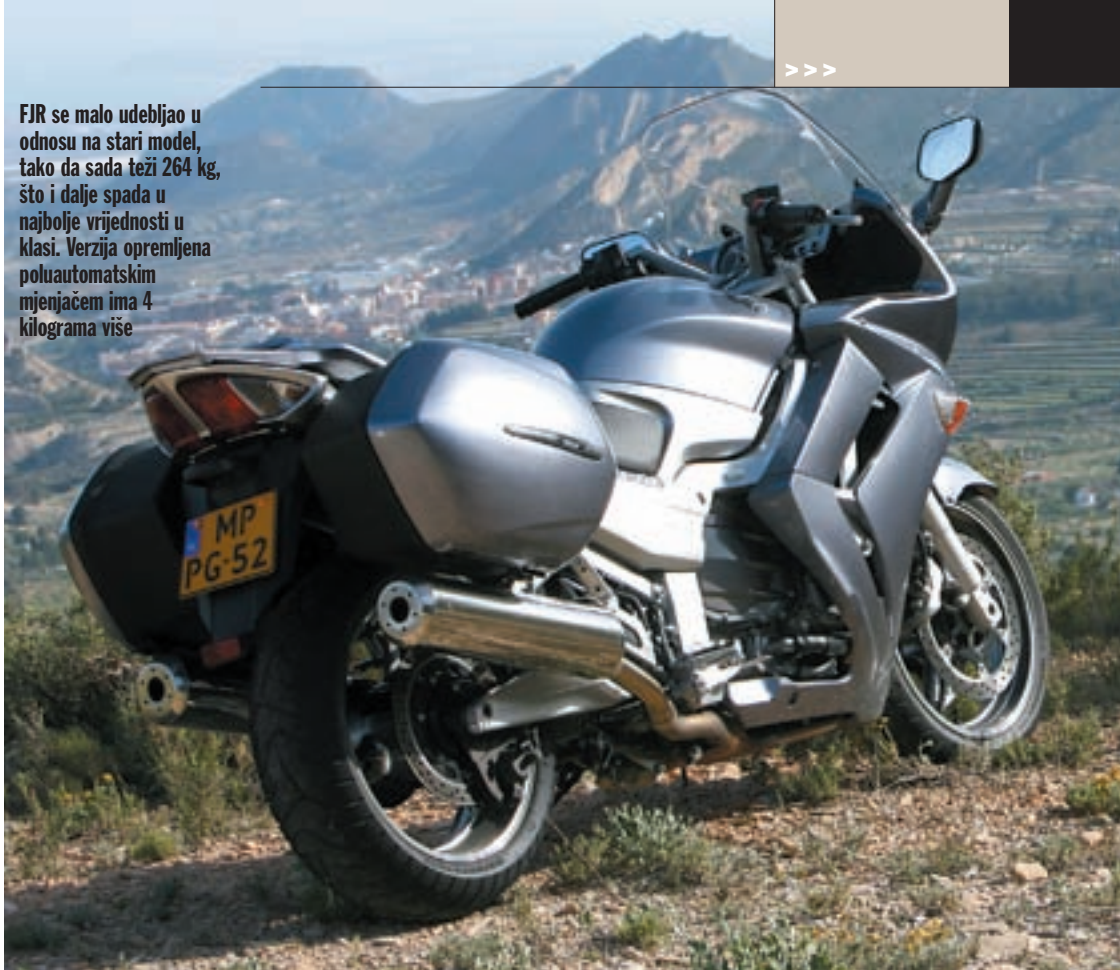 >>>
FJR se malo udebljao u
odnosu na stari model,
tako da sada teži 264 kg,
što i dalje spada u
najbolje vrijednosti u
klasi. Verzija opremljena
poluautomatskim
mjenjačem ima 4
kilograma više
MP
PG-52